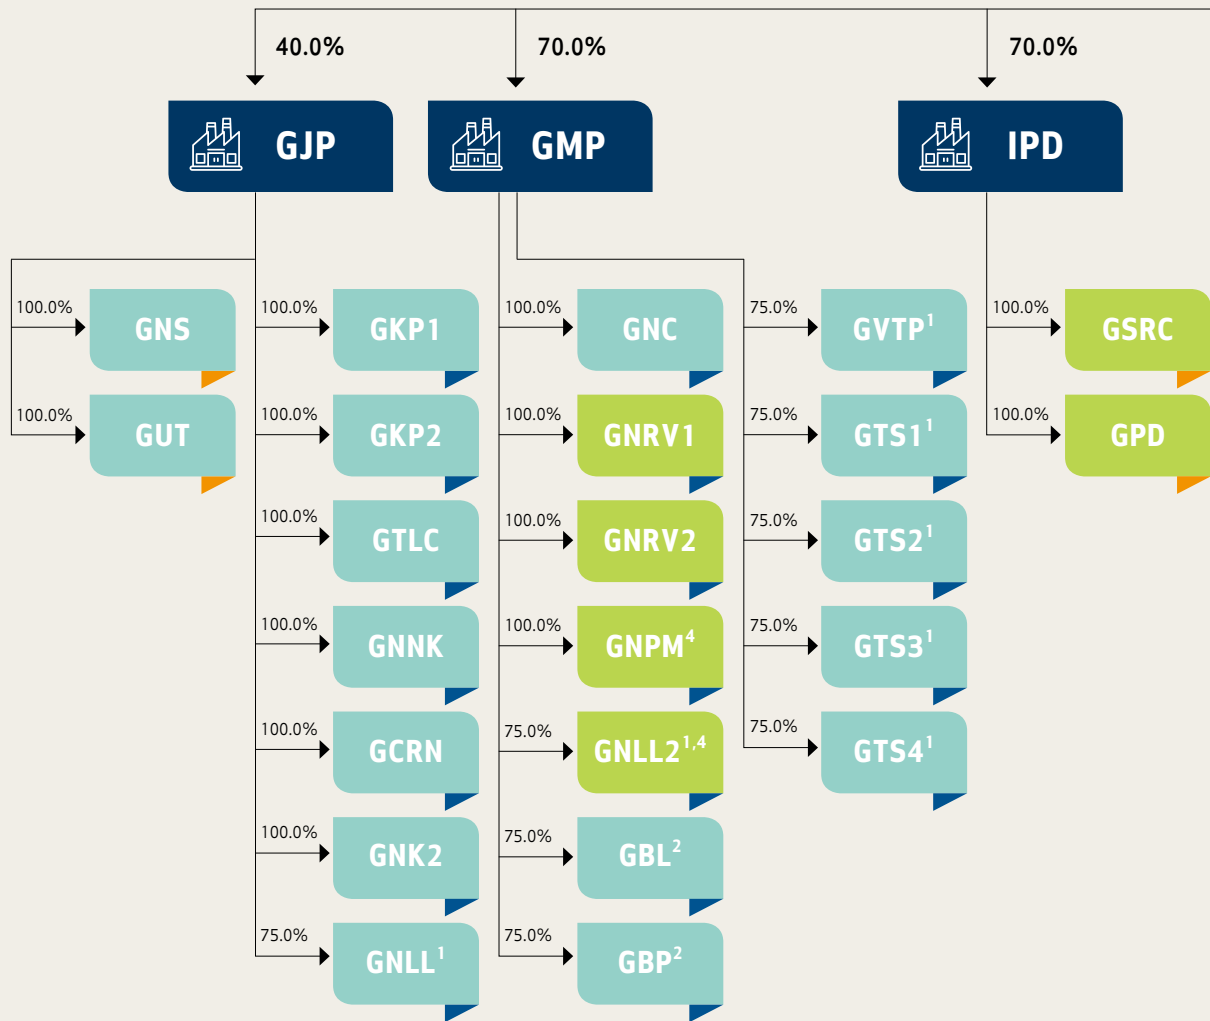 40.0%
70.0%
70.0%
GJP
GMP
IPD
100.0%
GNS
100.0%
GKP1
100.0%
GNC
75.0%
GVTP¹
100.0%
GSRC
100.0%
GUT
100.0%
GKP2
100.0%
GNRV1
75.0%
GTS1¹
100.0%
GPD
100.0%
GTLC
100.0%
GNRV2
75.0%
GTS2¹
100.0%
GNNK
100.0%
GNPM⁴
75.0%
GTS3¹
100.0%
GCRN
75.0%
GNLL2¹,⁴
75.0%
GTS4¹
100.0%
GNK2
75.0%
GBL²
75.0%
GNLL¹
75.0%
GBP²